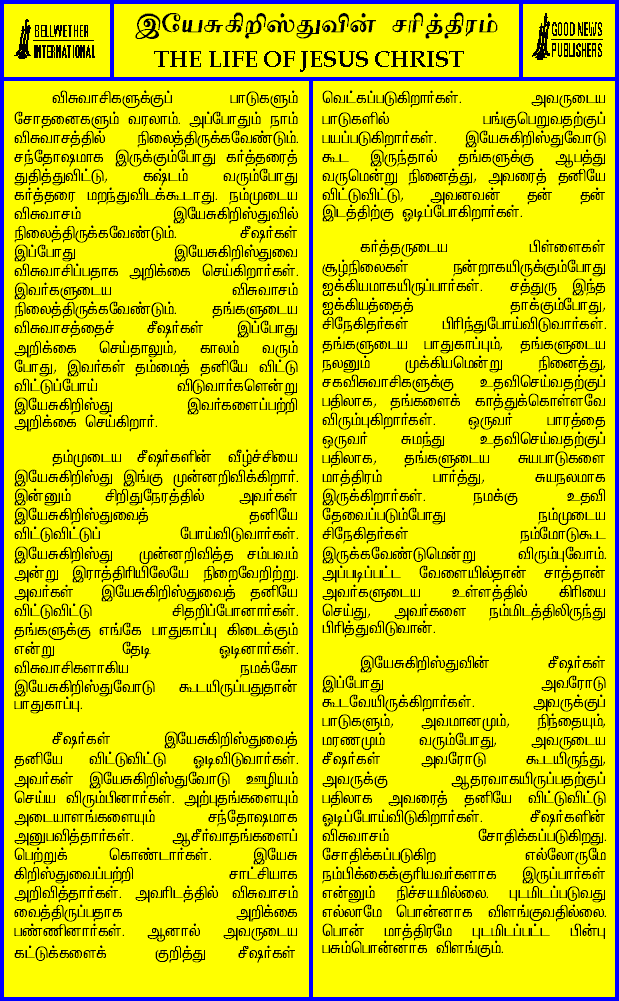 BELLWETHER
INTERNATIONAL
இயேசுகிறிஸ்துவின் சரித்திரம்
THE LIFE OF JESUS CHRIST
GOOD NEWS
PUBLISHERS
விசுவாசிகளுக்குப் பாடுகளும்
சோதனைகளும் வரலாம். அப்போதும் நாம்
விசுவாசத்தில் நிலைத்திருக்கவேண்டும்.
சந்தோஷமாக இருக்கும்போது கர்த்தரைத்
துதித்துவிட்டு, கஷ்டம் வரும்போது
கர்த்தரை மறந்துவிடக்கூடாது. நம்முடைய
விசுவாசம் இயேசுகிறிஸ்துவில்
நிலைத்திருக்கவேண்டும். சீஷர்கள்
இப்போது இயேசுகிறிஸ்துவை
விசுவாசிப்பதாக அறிக்கை செய்கிறார்கள்.
இவர்களுடைய விசுவாசம்
நிலைத்திருக்கவேண்டும். தங்களுடைய
விசுவாசத்தைச் சீஷர்கள் இப்போது
அறிக்கை செய்தாலும், காலம் வரும்
போது, இவர்கள் தம்மைத் தனியே விட்டு
விட்டுப்போய் விடுவார்களென்று
இயேசுகிறிஸ்து இவர்களைப்பற்றி
அறிக்கை செய்கிறார்.
தம்முடைய சீஷர்களின் வீழ்ச்சியை
இயேசுகிறிஸ்து இங்கு முன்னறிவிக்கிறார்.
இன்னும் சிறிதுநேரத்தில் அவர்கள்
இயேசுகிறிஸ்துவைத் தனியே
விட்டுவிட்டுப் போய்விடுவார்கள்.
இயேசுகிறிஸ்து முன்னறிவித்த சம்பவம்
அன்று இராத்திரியிலேயே நிறைவேறிற்று.
அவர்கள் இயேசுகிறிஸ்துவைத் தனியே
விட்டுவிட்டு சிதறிப்போனார்கள்.
தங்களுக்கு எங்கே பாதுகாப்பு கிடைக்கும்
என்று தேடி ஓடினார்கள்.
விசுவாசிகளாகிய நமக்கோ
இயேசுகிறிஸ்துவோடு கூடயிருப்பதுதான்
பாதுகாப்பு.
சீஷர்கள் இயேசுகிறிஸ்துவைத்
தனியே விட்டுவிட்டு ஓடிவிடுவார்கள்.
அவர்கள் இயேசுகிறிஸ்துவோடு ஊழியம்
செய்ய விரும்பினார்கள். அற்புதங்களையும்
அடையாளங்களையும் சந்தோஷமாக
அனுபவித்தார்கள். ஆசீர்வாதங்களைப்
பெற்றுக் கொண்டார்கள். இயேசு
கிறிஸ்துவைப்பற்றி சாட்சியாக
அறிவித்தார்கள். அவரிடத்தில் விசுவாசம்
வைத்திருப்பதாக அறிக்கை
பண்ணினார்கள். ஆனால் அவருடைய
கட்டுக்களைக் குறித்து சீஷர்கள்
வெட்கப்படுகிறார்கள். அவருடைய
பாடுகளில் பங்குபெறுவதற்குப்
பயப்படுகிறார்கள். இயேசுகிறிஸ்துவோடு
கூட இருந்தால் தங்களுக்கு ஆபத்து
வருமென்று நினைத்து, அவரைத் தனியே
விட்டுவிட்டு, அவனவன் தன் தன்
இடத்திற்கு ஓடிப்போகிறார்கள்.
கர்த்தருடைய பிள்ளைகள்
சூழ்நிலைகள் நன்றாகயிருக்கும்போது
ஐக்கியமாகயிருப்பார்கள். சத்துரு இந்த
ஐக்கியத்தைத் தாக்கும்போது,
சிநேகிதர்கள் பிரிந்துபோய்விடுவார்கள்.
தங்களுடைய பாதுகாப்பும், தங்களுடைய
நலனும் முக்கியமென்று நினைத்து,
சகவிசுவாசிகளுக்கு உதவிசெய்வதற்குப்
பதிலாக, தங்களைக் காத்துக்கொள்ளவே
விரும்புகிறார்கள். ஒருவர் பாரத்தை
ஒருவர் சுமந்து உதவிசெய்வதற்குப்
பதிலாக, தங்களுடைய சுயபாடுகளை
மாத்திரம் பார்த்து, சுயநலமாக
இருக்கிறார்கள். நமக்கு உதவி
தேவைப்படும்போது நம்முடைய
சிநேகிதர்கள் நம்மோடுகூட
இருக்கவேண்டுமென்று விரும்புவோம்.
அப்படிப்பட்ட வேளையில்தான் சாத்தான்
அவர்களுடைய உள்ளத்தில் கிரியை
செய்து, அவர்களை நம்மிடத்திலிருந்து
பிரித்துவிடுவான்.
இயேசுகிறிஸ்துவின் சீஷர்கள்
இப்போது அவரோடு
கூடவேயிருக்கிறார்கள். அவருக்குப்
பாடுகளும், அவமானமும், நிந்தையும்,
மரணமும் வரும்போது, அவருடைய
சீஷர்கள் அவரோடு கூடயிருந்து,
அவருக்கு ஆதரவாகயிருப்பதற்குப்
பதிலாக அவரைத் தனியே விட்டுவிட்டு
ஓடிப்போய்விடுகிறார்கள். சீஷர்களின்
விசுவாசம் சோதிக்கப்படுகிறது.
சோதிக்கப்படுகிற எல்லோருமே
நம்பிக்கைக்குரியவர்களாக இருப்பார்கள்
என்னும் நிச்சயமில்லை. புடமிடப்படுவது
எல்லாமே பொன்னாக விளங்குவதில்லை.
பொன் மாத்திரமே புடமிடப்பட்ட பின்பு
பசும்பொன்னாக விளங்கும்.